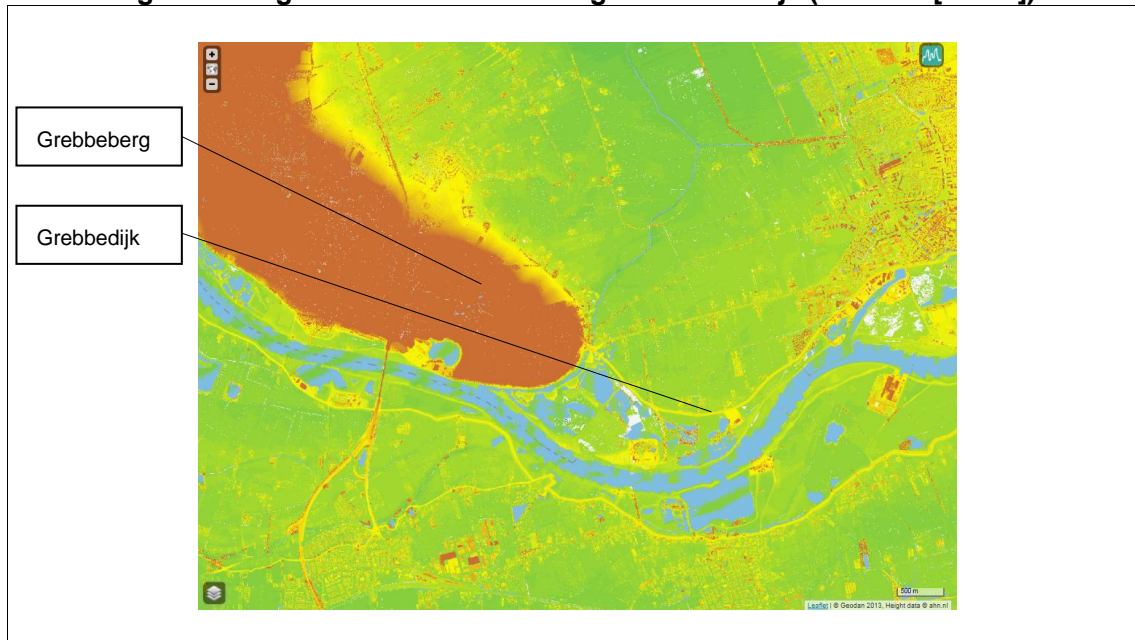 Grebbeberg
Grebbedijk
+
−
500 m
Leaflet | © Geodan 2013, Height data © ahn.nl